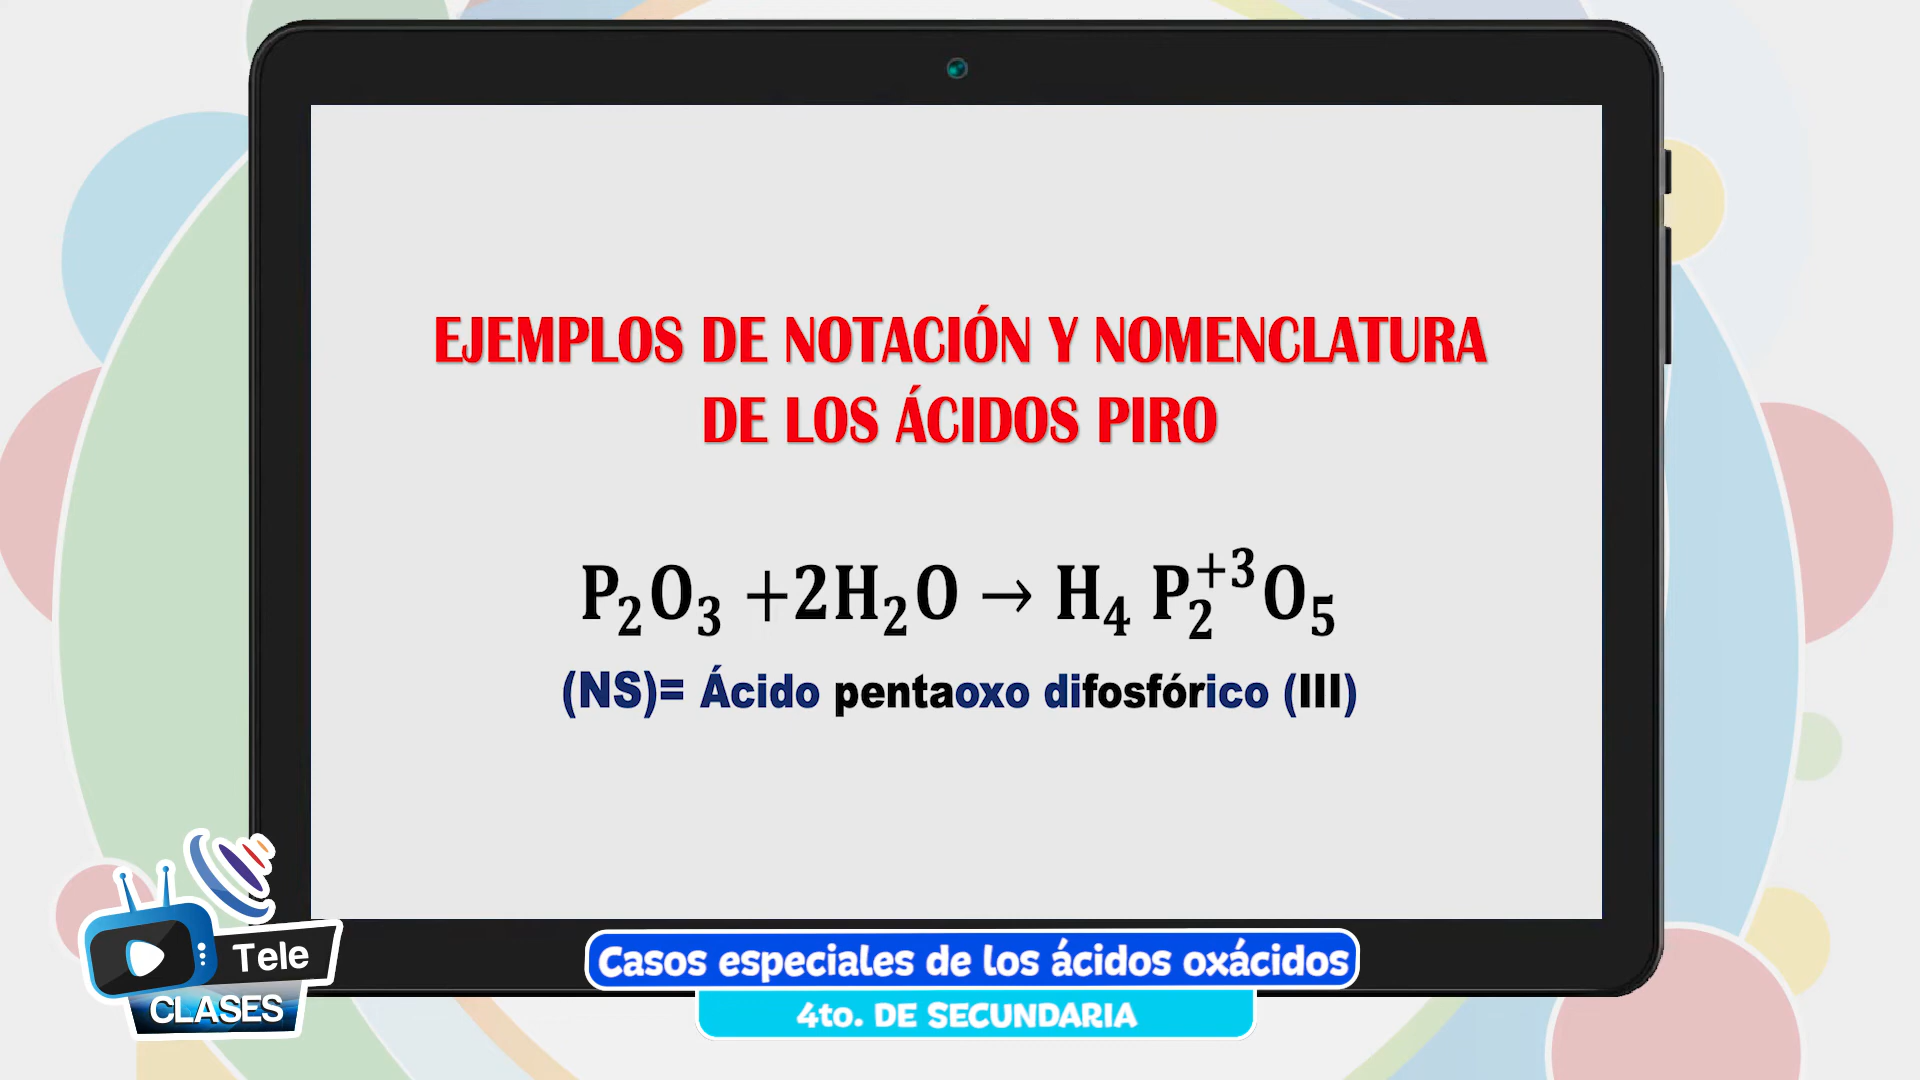 EJEMPLOS DE NOTACIÓN Y NOMENCLATURA
DE LOS ÁCIDOS PIRO
P₂O₃ +2H₂O → H₄ P₂⁺³O₅
(NS)= Ácido pentaoxo difosfórico (III)
Tele
CLASES
Casos especiales de los ácidos oxácidos
4to. DE SECUNDARIA